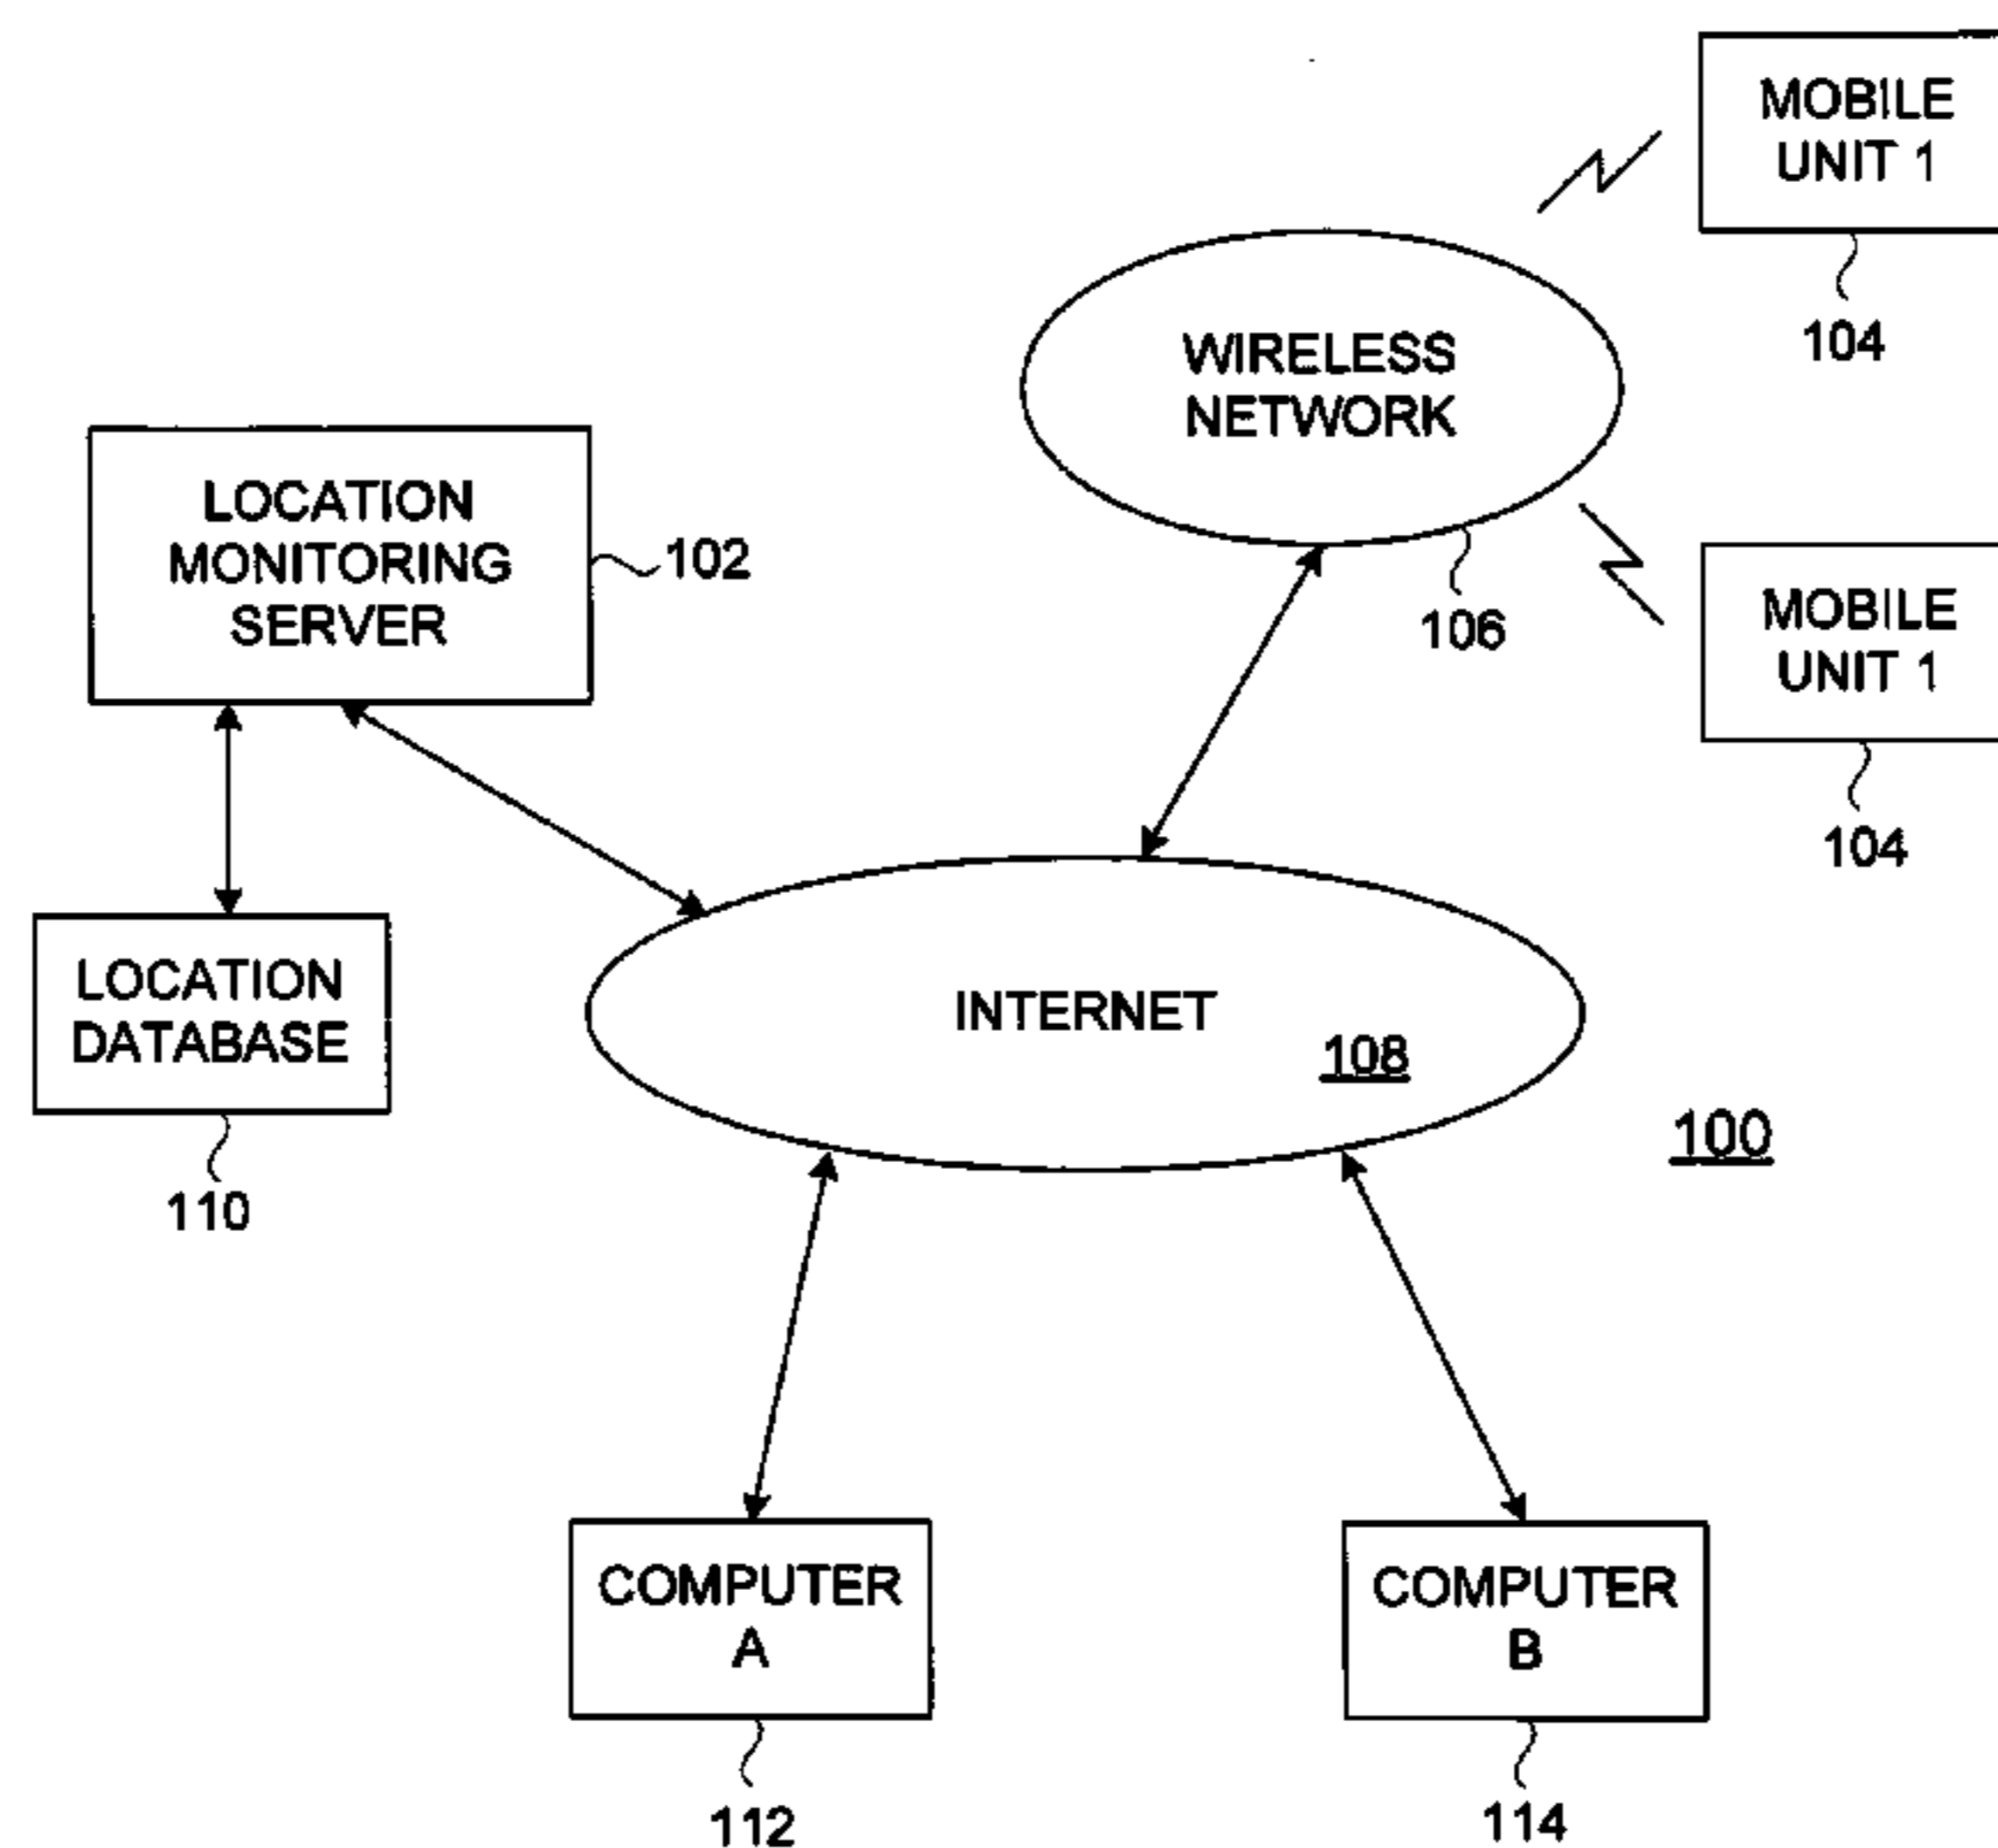 MOBILE
UNIT 1
104
WIRELESS
NETWORK
106
LOCATION
MONITORING
SERVER
102
MOBILE
UNIT 1
104
LOCATION
DATABASE
110
INTERNET
108
100
COMPUTER
A
112
COMPUTER
B
114